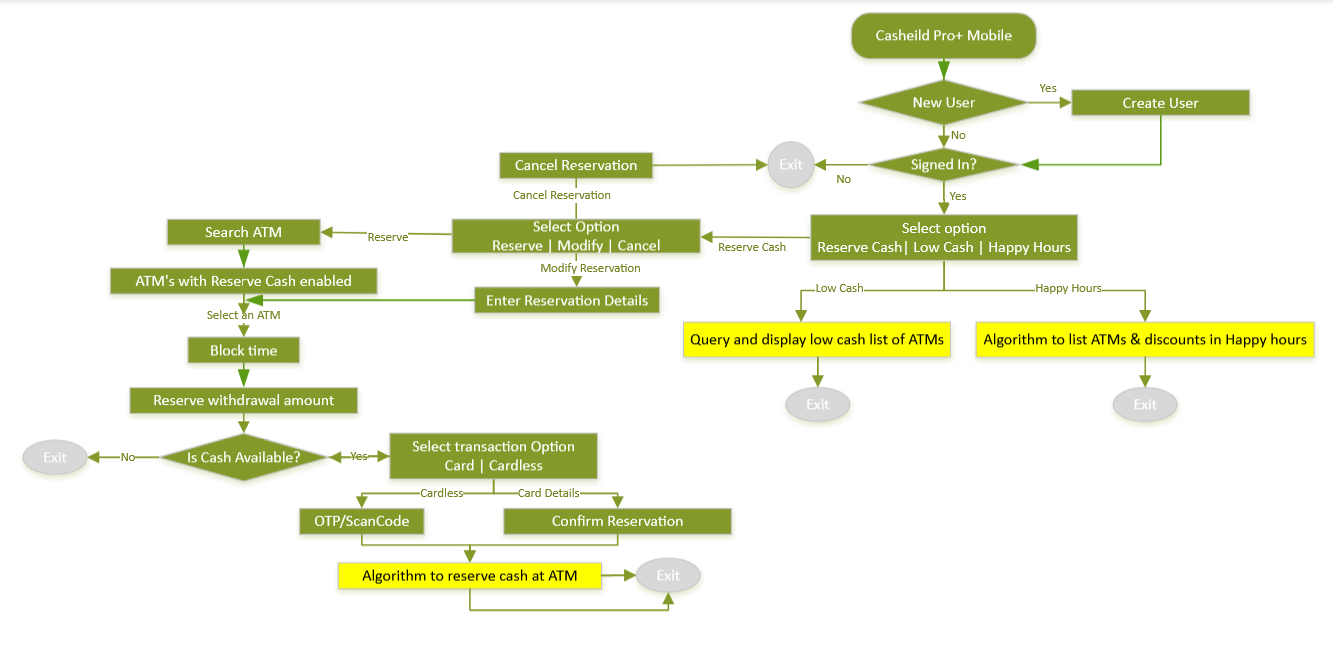 Casheild Pro+ Mobile
New User
Yes
Create User
No
Signed In?
No
Exit
Cancel Reservation
Yes
Cancel Reservation
Select option
Reserve Cash| Low Cash | Happy Hours
Reserve Cash
Select Option
Reserve | Modify | Cancel
Reserve
Search ATM
Modify Reservation
ATM's with Reserve Cash enabled
Enter Reservation Details
Low Cash
Happy Hours
Select an ATM
Query and display low cash list of ATMs
Algorithm to list ATMs & discounts in Happy hours
Block time
Exit
Exit
Reserve withdrawal amount
Is Cash Available?
No
Exit
Yes
Select transaction Option
Card | Cardless
Cardless
Card Details
OTP/ScanCode
Confirm Reservation
Algorithm to reserve cash at ATM
Exit